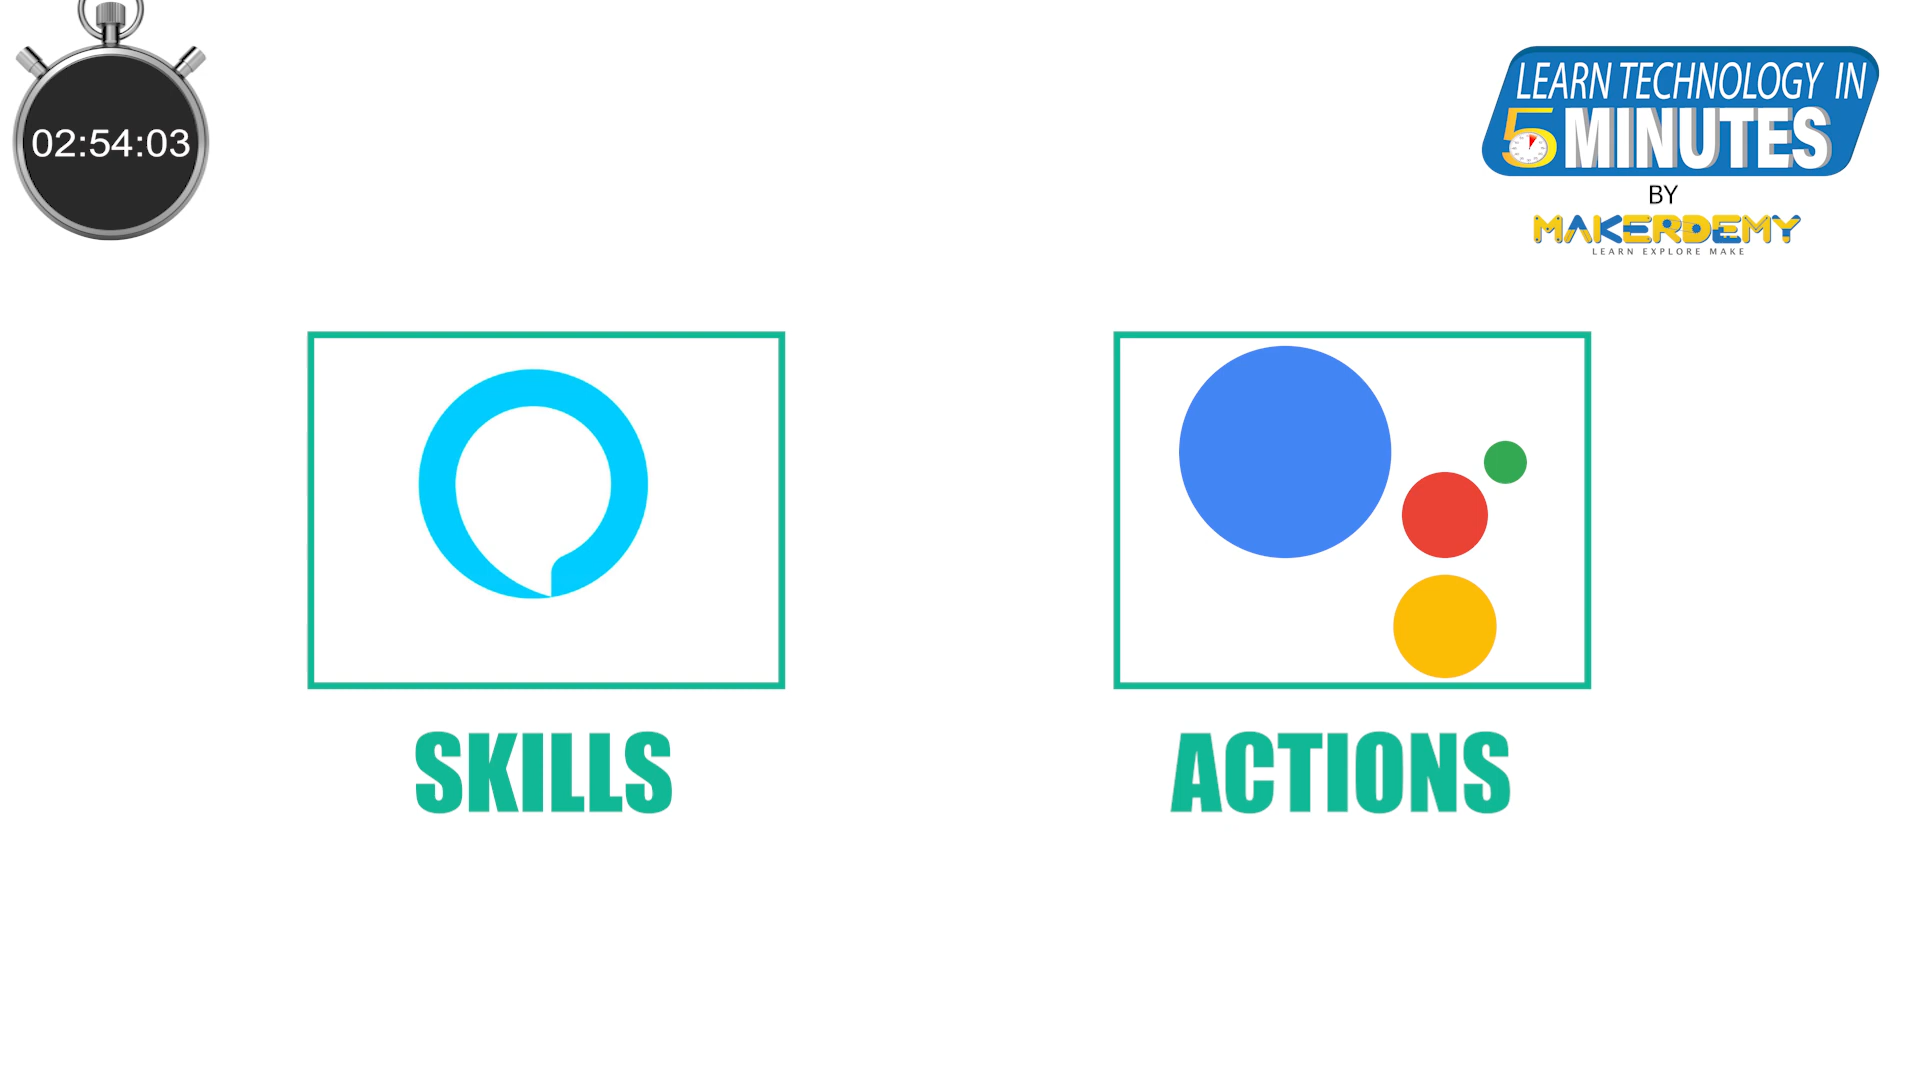 02:54:03
LEARN TECHNOLOGY IN
5 MINUTES
BY
MAKERDEMY
LEARN EXPLORE MAKE
SKILLS
ACTIONS